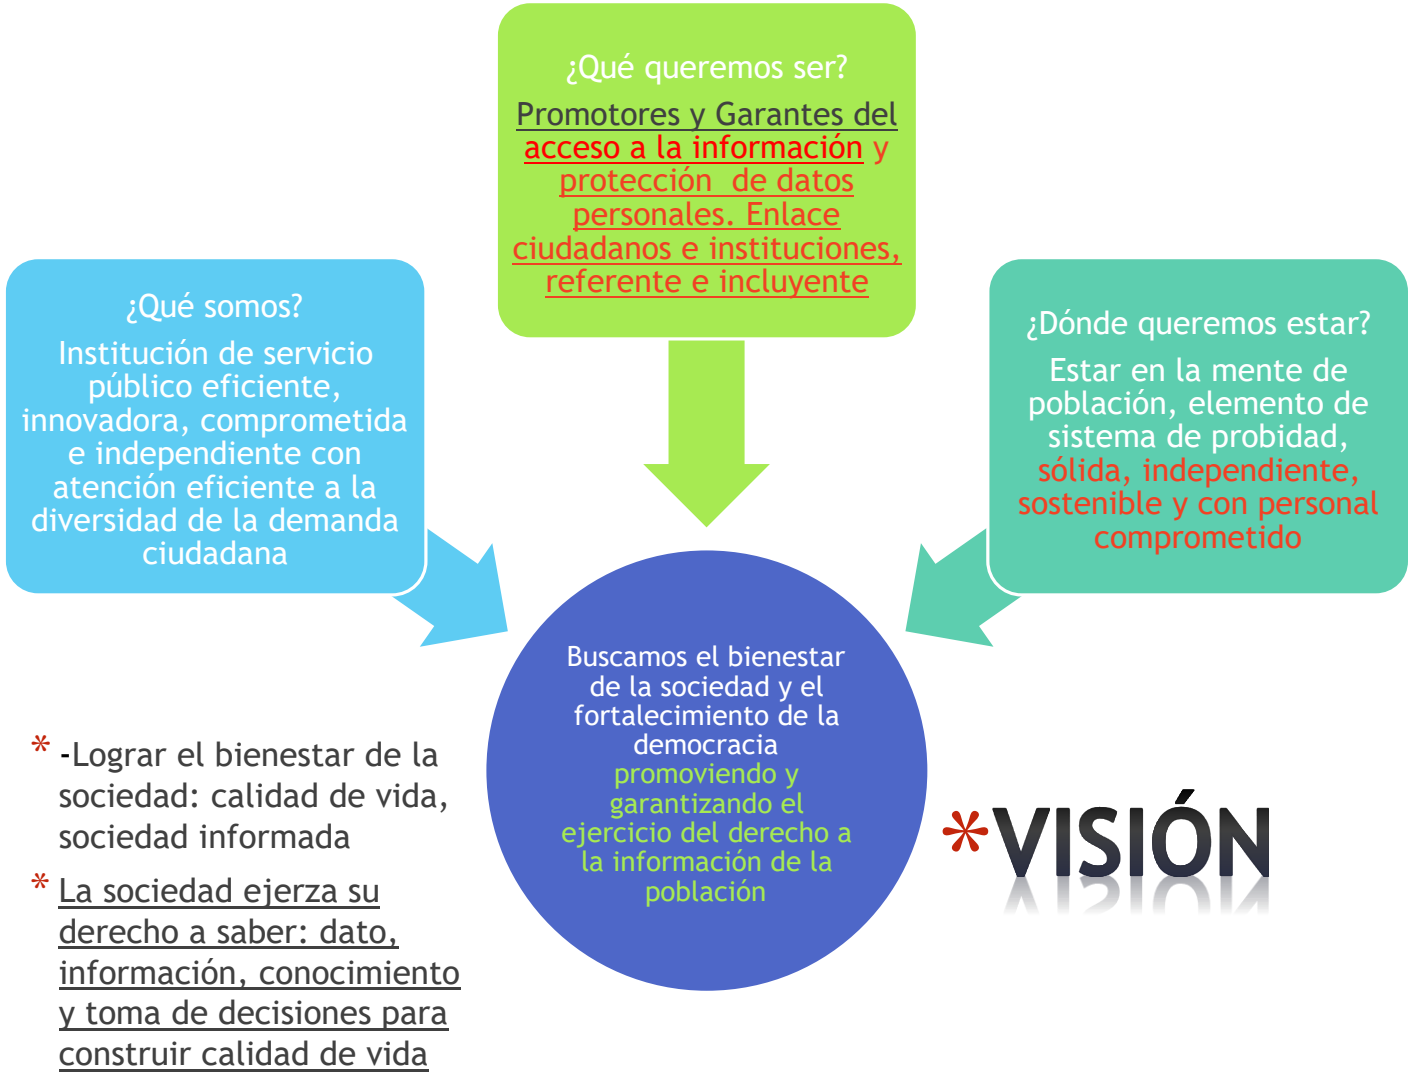 ¿Qué queremos ser?
Promotores y Garantes del
acceso a la información y
protección de datos
personales. Enlace
ciudadanos e instituciones,
referente e incluyente
¿Qué somos?
Institución de servicio
público eficiente,
innovadora, comprometida
e independiente con
atención eficiente a la
diversidad de la demanda
ciudadana
¿Dónde queremos estar?
Estar en la mente de
población, elemento de
sistema de probidad,
sólida, independiente,
sostenible y con personal
comprometido
Buscamos el bienestar
de la sociedad y el
fortalecimiento de la
democracia
promoviendo y
garantizando el
ejercicio del derecho a
la información de la
población
* -Lograr el bienestar de la
sociedad: calidad de vida,
sociedad informada
* La sociedad ejerza su
derecho a saber: dato,
información, conocimiento
y toma de decisiones para
construir calidad de vida
*VISIÓN